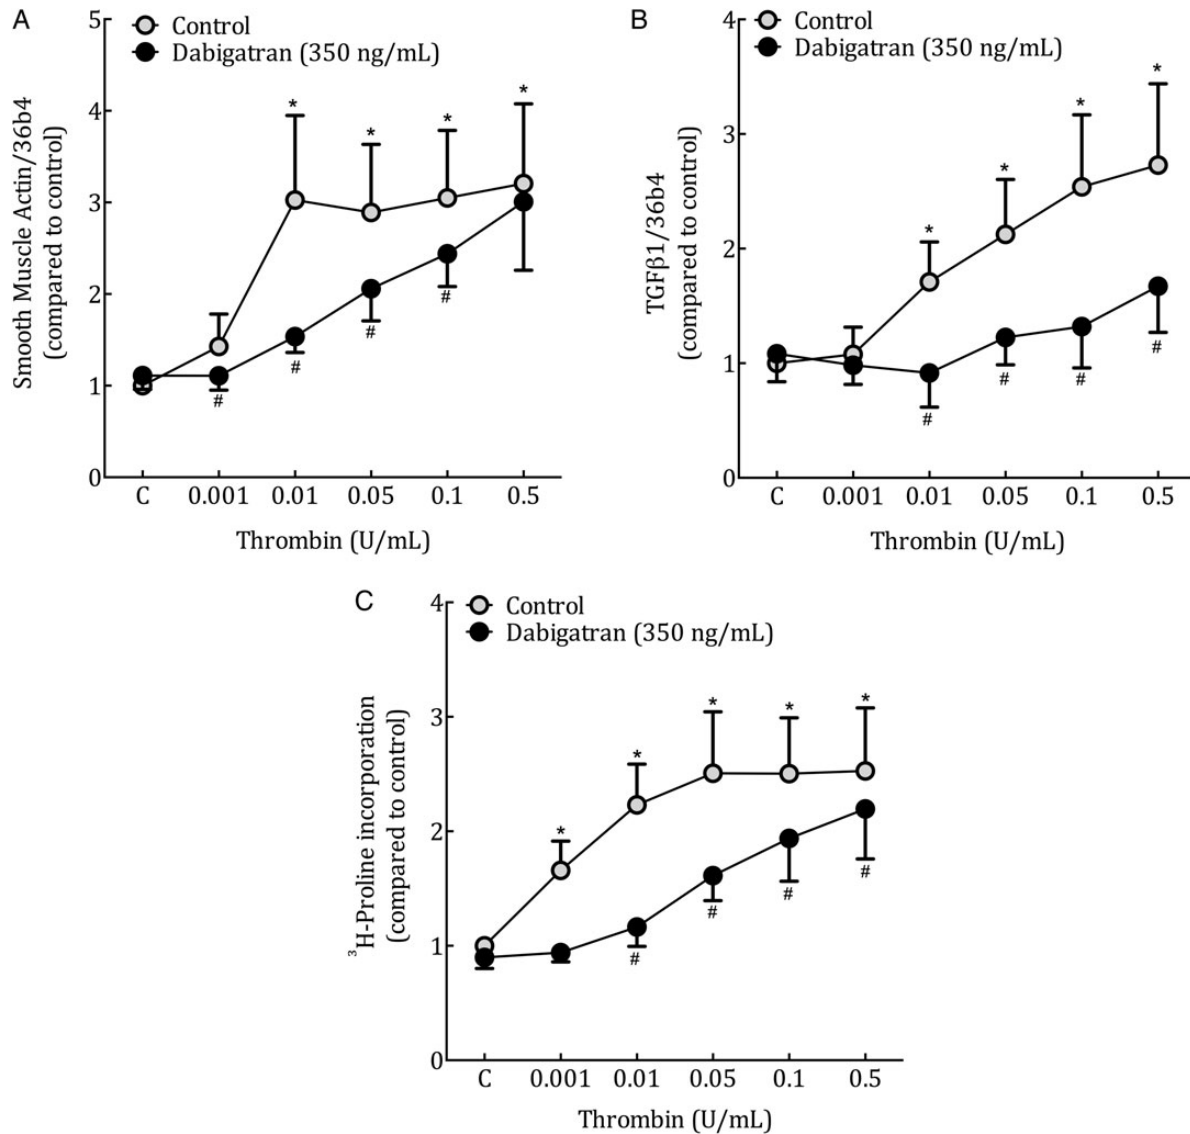 A
Control
Dabigatran (350 ng/mL)
Smooth Muscle Actin/36b4
(compared to control)
5
4
3
2
1
0
* * * * *
# # # # #
C 0.001 0.01 0.05 0.1 0.5
Thrombin (U/mL)
B
Control
Dabigatran (350 ng/mL)
TGFβ1/36b4
(compared to control)
4
3
2
1
0
* * * *
# # # #
C 0.001 0.01 0.05 0.1 0.5
Thrombin (U/mL)
C
Control
Dabigatran (350 ng/mL)
³H-Proline incorporation
(compared to control)
4
3
2
1
0
* * * * *
# # # #
C 0.001 0.01 0.05 0.1 0.5
Thrombin (U/mL)